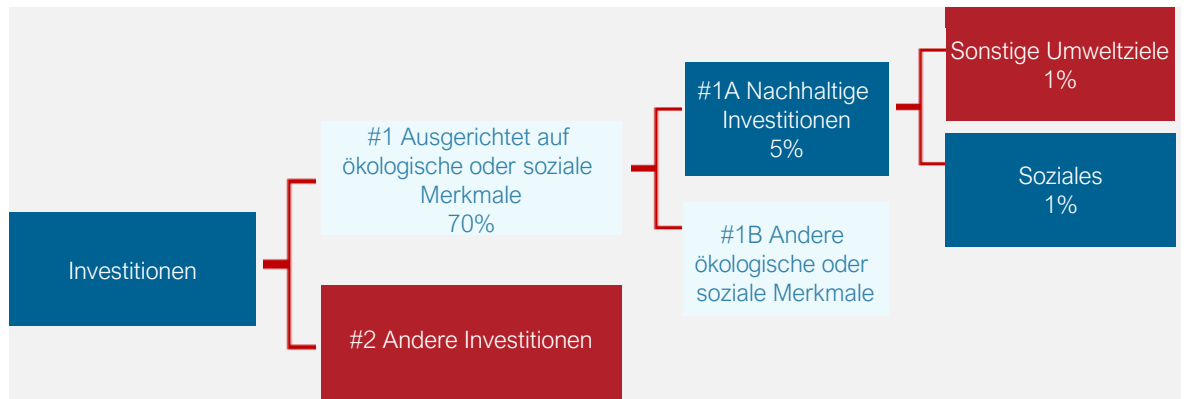 Investitionen
#1 Ausgerichtet auf
ökologische oder soziale
Merkmale
70%
#2 Andere Investitionen
#1A Nachhaltige
Investitionen
5%
#1B Andere
ökologische oder
soziale Merkmale
Sonstige Umweltziele
1%
Soziales
1%